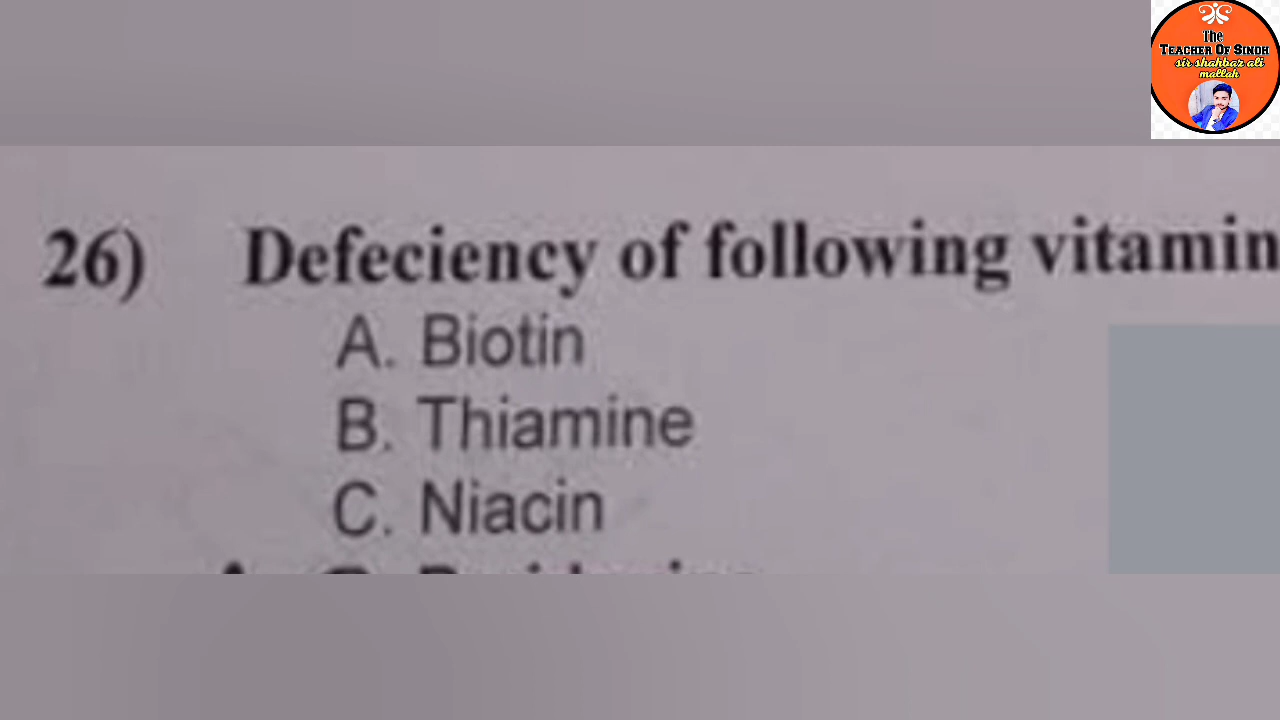 The
TEACHER OF SINDH
sir shahbaz ali
mallah
26) Defeciency of following vitamin
A. Biotin
B. Thiamine
C. Niacin